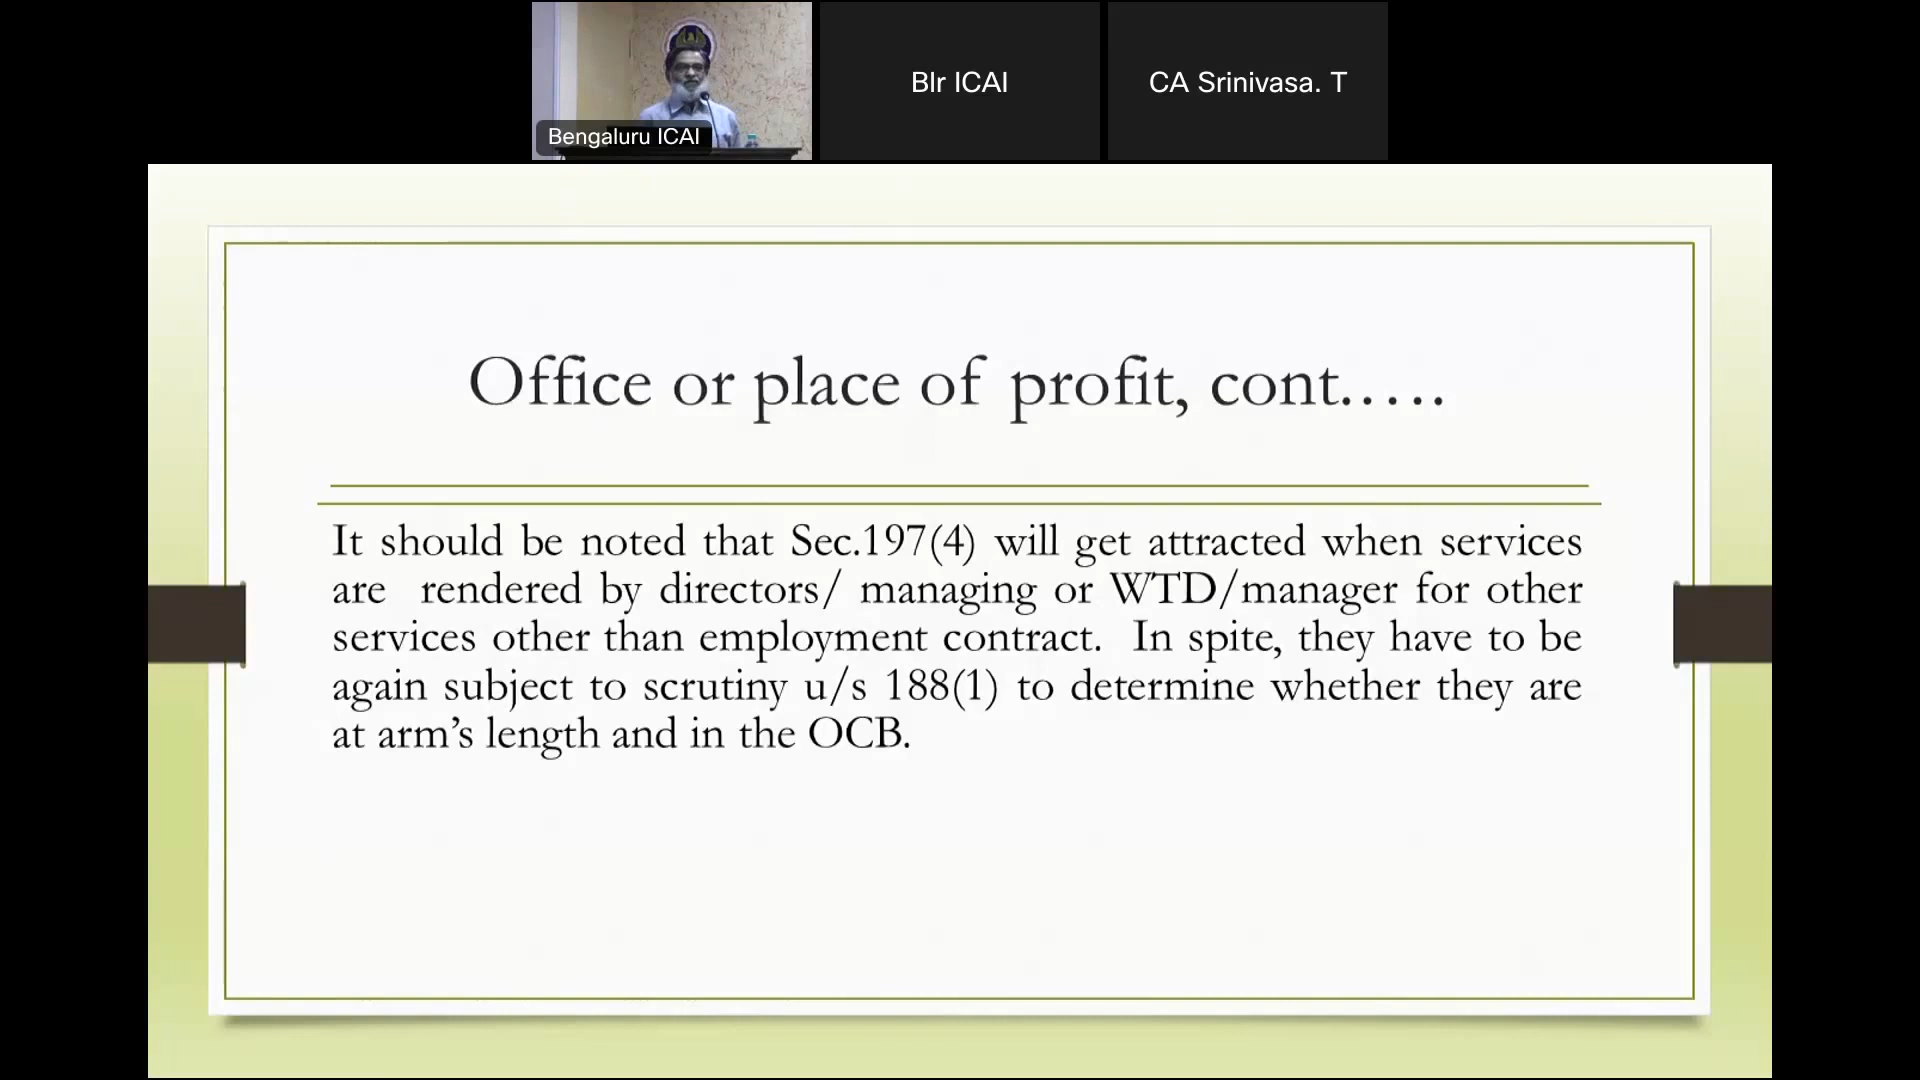 Bengaluru ICAI
Blr ICAI
CA Srinivasa. T
Office or place of profit, cont.....
It should be noted that Sec.197(4) will get attracted when services
are rendered by directors/ managing or WTD/manager for other
services other than employment contract. In spite, they have to be
again subject to scrutiny u/s 188(1) to determine whether they are
at arm’s length and in the OCB.